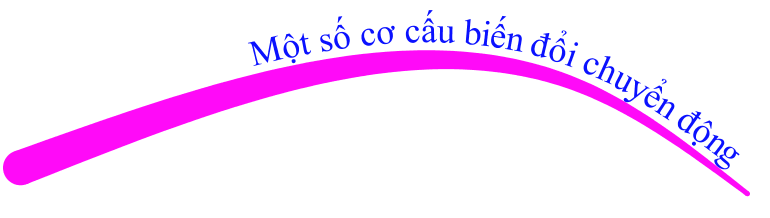 Một số cơ cấu biến đổi chuyển động